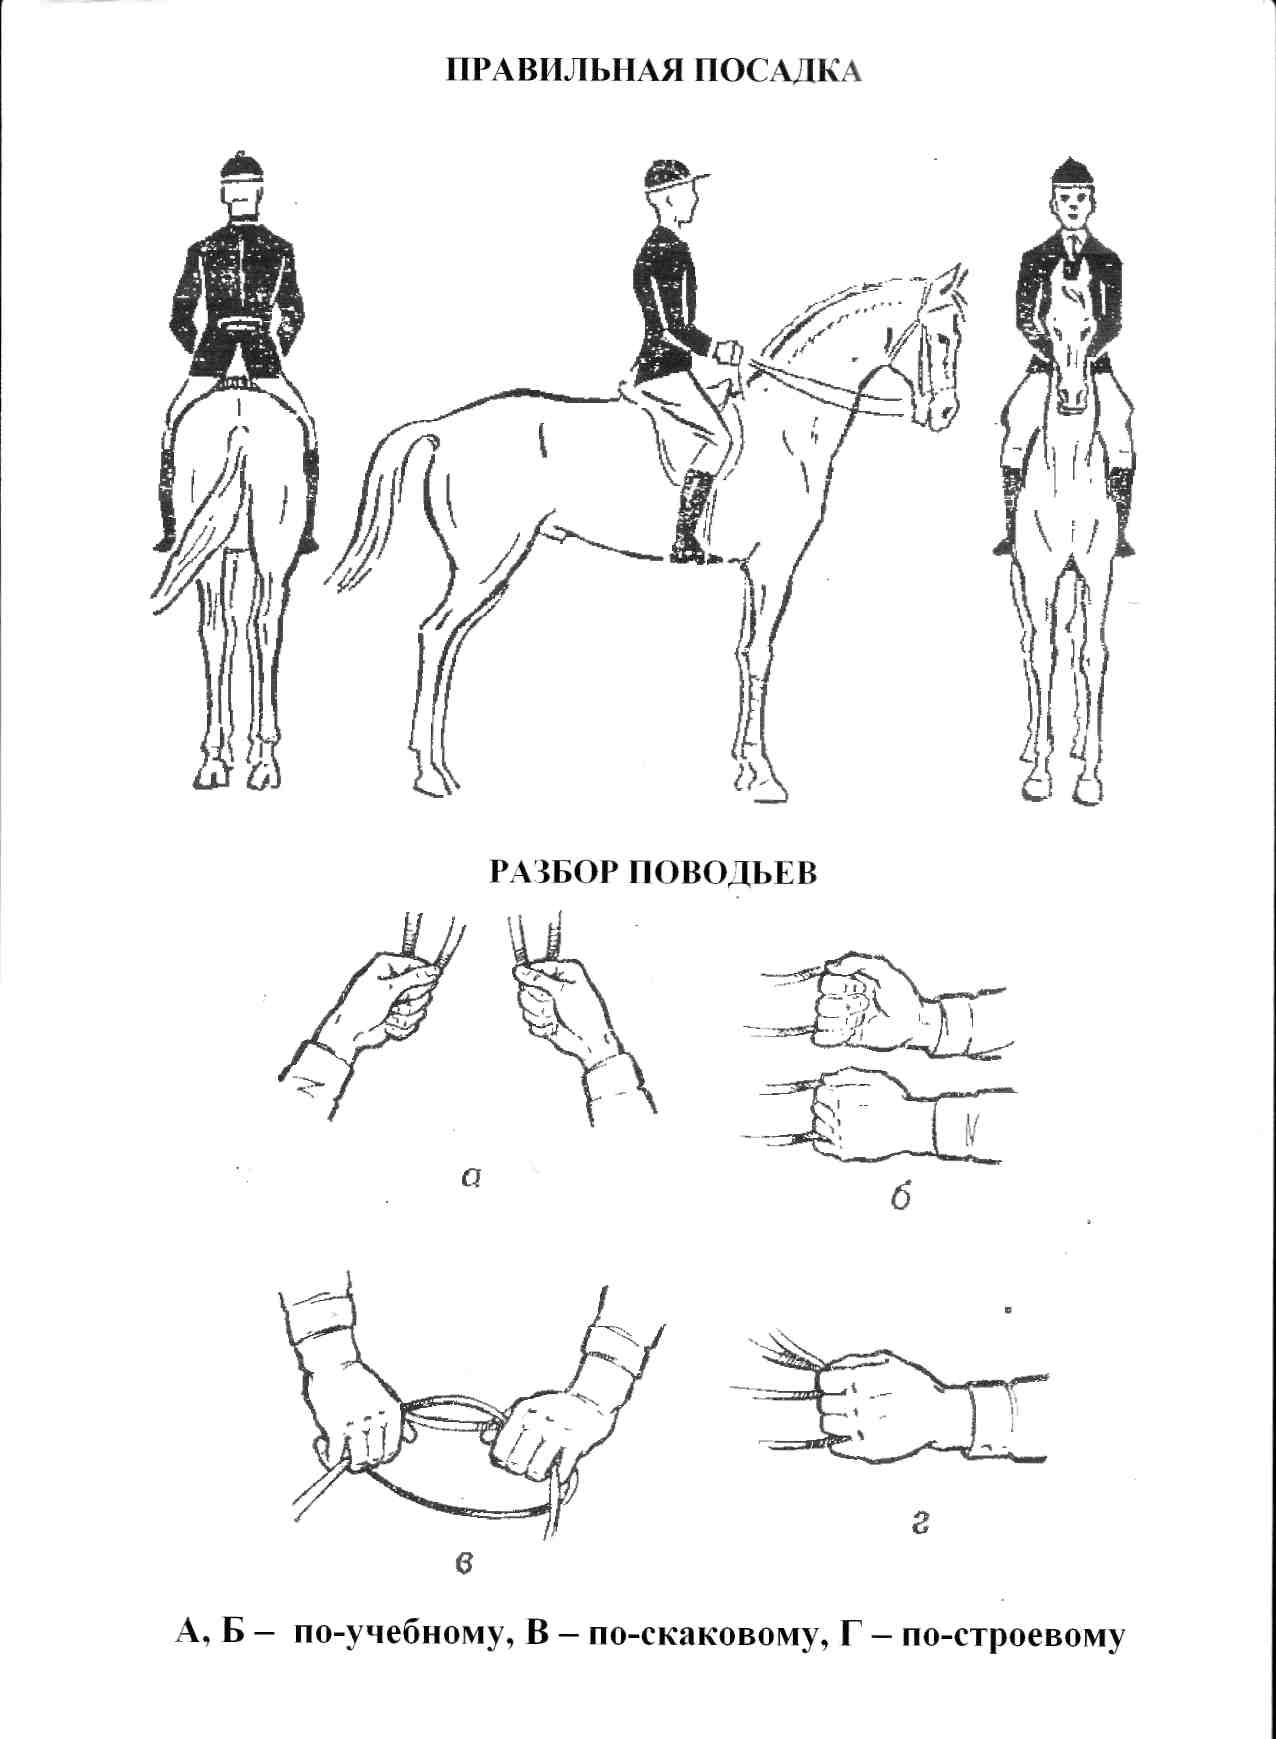 ПРАВИЛЬНАЯ ПОСАДКА
РАЗБОР ПОВОДЬЕВ
а
б
в
г
А, Б – по-учебному, В – по-скаковому, Г – по-строевому